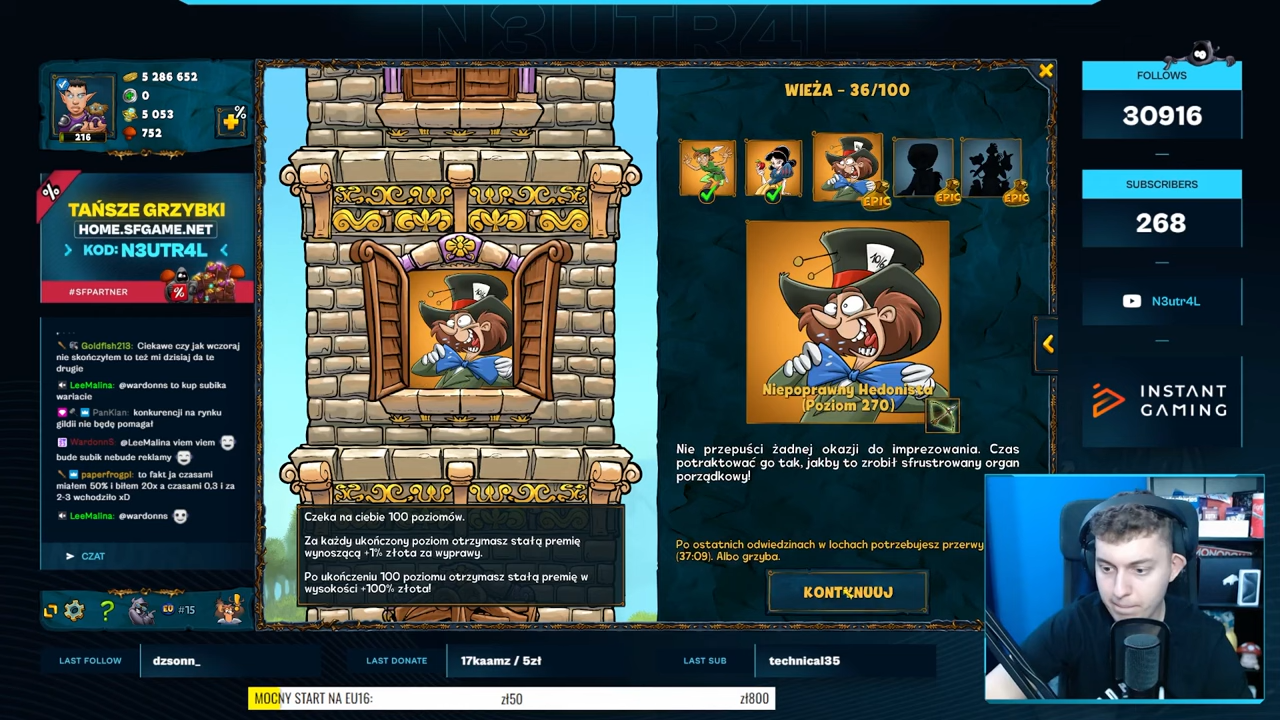 N3UTR4L
5 286 652
0
5 053
752
216
%
%
TAŃSZE GRZYBKI
HOME.SFGAME.NET
KOD: N3UTR4L
%
#SFPARTNER
Goldfish213: Ciekawe czy jak wczoraj
nie skończyłem to też mi dzisiaj da te
drugie
LeeMalina: @wardonns to kup subika
wariacie
PanKlan: konkurencji na rynku
gildii nie będę pomagał
WardonnS: @LeeMalina viem viem
bude subik nebude reklamy
paperfrogpl: to fakt ja czasami
miałem 50% i biłem 20x a czasami 0,3 i za
2-3 wchodziło xD
LeeMalina: @wardonns
CZAT
?
EU #15
WIEŻA - 36/100
EPIC
EPIC
EPIC
10/6
10/6
Niepoprawny Hedonista
(Poziom 270)
Nie przepuści żadnej okazji do imprezowania. Czas
potraktować go tak, jakby to zrobił sfrustrowany organ
porządkowy!
Czeka na ciebie 100 poziomów.
Za każdy ukończony poziom otrzymasz stałą premię
wynoszącą +1% złota za wyprawy.
Po ukończeniu 100 poziomu otrzymasz stałą premię w
wysokości +100% złota!
Po ostatnich odwiedzinach w lochach potrzebujesz przerwy
(37:09). Albo grzyba.
KONTYNUUJ
FOLLOWS
30916
SUBSCRIBERS
268
N3utr4L
INSTANT
GAMING
LAST FOLLOW
dzsonn_
LAST DONATE
17kaamz / 5zł
LAST SUB
technical35
MOCNY START NA EU16:
zł50
zł800